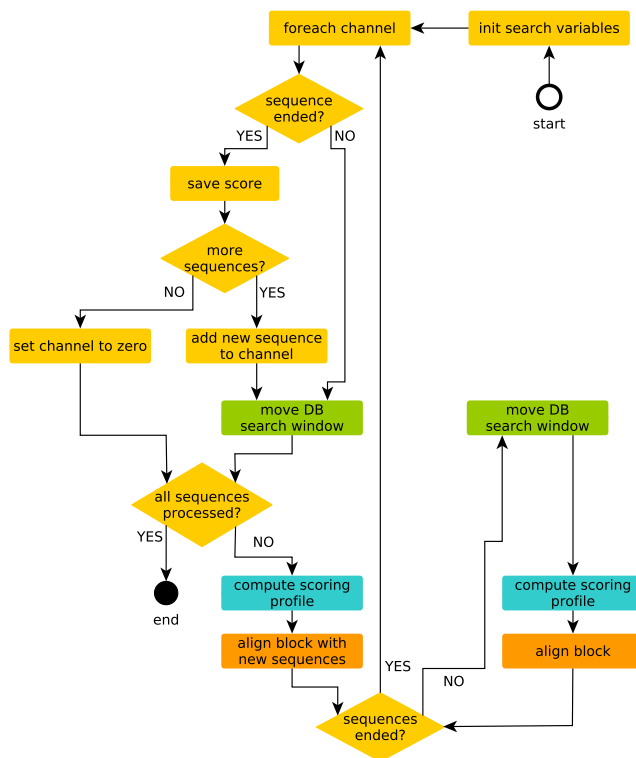 foreach channel
init search variables
start
sequence
ended?
YES
NO
save score
more
sequences?
NO
YES
set channel to zero
add new sequence
to channel
move DB
search window
move DB
search window
all sequences
processed?
YES
NO
end
compute scoring
profile
compute scoring
profile
align block with
new sequences
align block
YES
NO
sequences
ended?